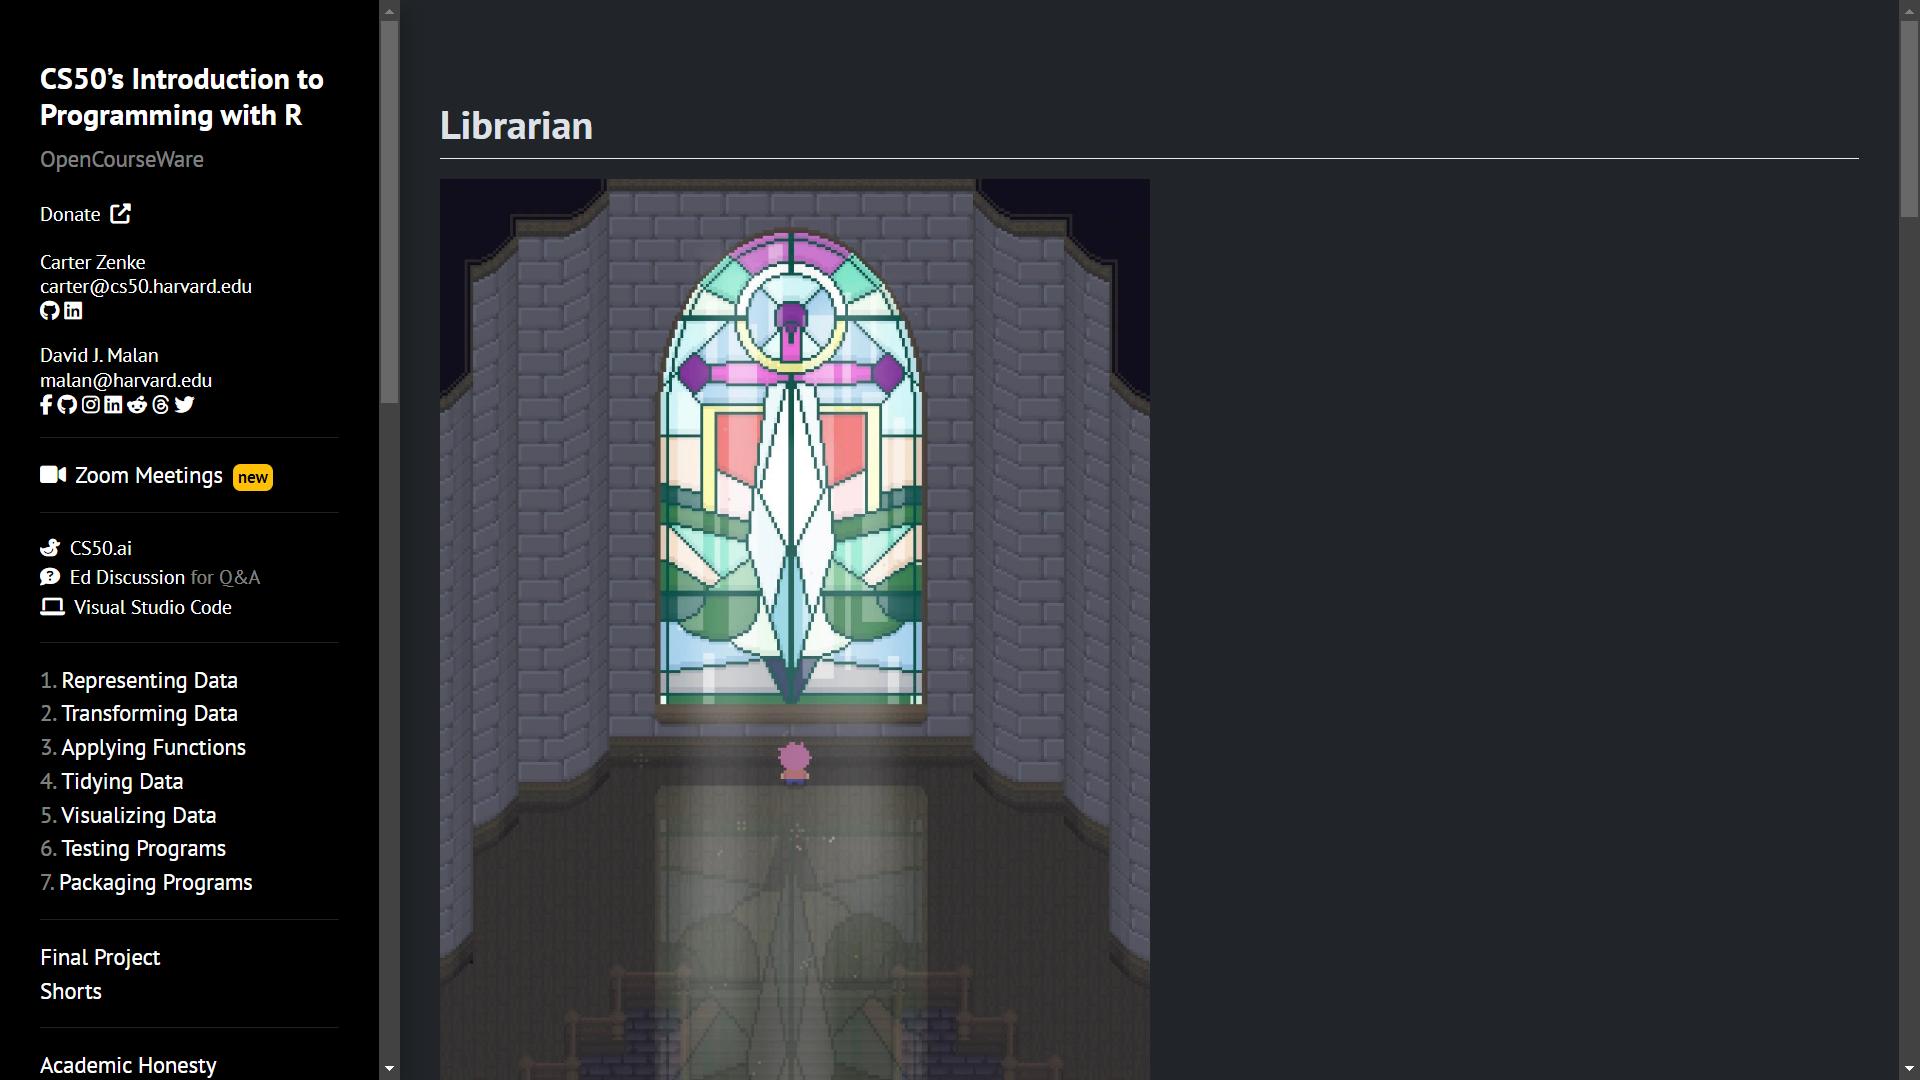 CS50’s Introduction to
Programming with R
OpenCourseWare
Donate
Carter Zenke
carter@cs50.harvard.edu
David J. Malan
malan@harvard.edu
Zoom Meetings new
CS50.ai
Ed Discussion for Q&A
Visual Studio Code
1. Representing Data
2. Transforming Data
3. Applying Functions
4. Tidying Data
5. Visualizing Data
6. Testing Programs
7. Packaging Programs
Final Project
Shorts
Academic Honesty
Librarian